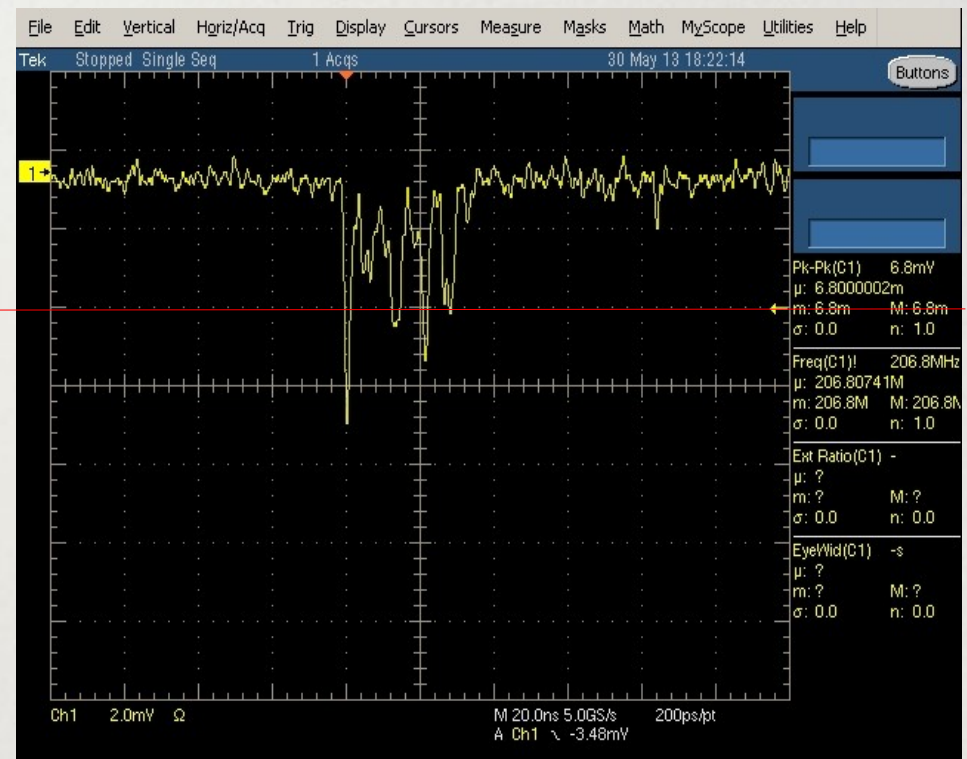 File Edit Vertical Horiz/Acq Trig Display Cursors Measure Masks Math MyScope Utilities Help
Tek Stopped Single Seq 1 Acqs 30 May 13 18:22:14
Buttons
1
Pk-Pk(C1) 6.8mV
μ: 6.8000002m
m: 6.8m M: 6.8m
σ: 0.0 n: 1.0
Freq(C1)! 206.8MHz
μ: 206.80741M
m: 206.8M M: 206.8M
σ: 0.0 n: 1.0
Ext Ratio(C1) -
μ: ?
m: ? M: ?
σ: 0.0 n: 0.0
EyeWid(C1) -s
μ: ?
m: ? M: ?
σ: 0.0 n: 0.0
Ch1 2.0mV Ω M 20.0ns 5.0GS/s 200ps/pt
A Ch1 \ -3.48mV